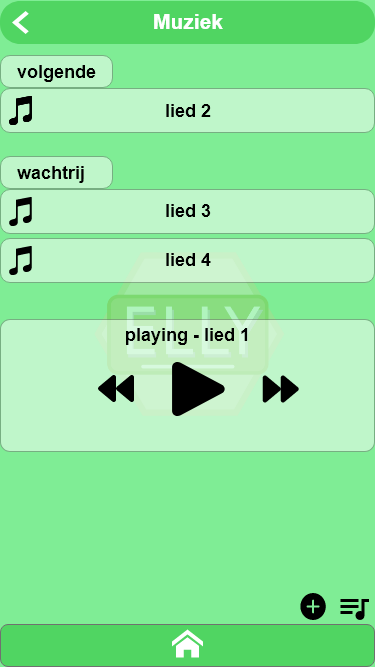 Muziek
volgende
lied 2
wachtrij
lied 3
lied 4
ELLY
playing - lied 1